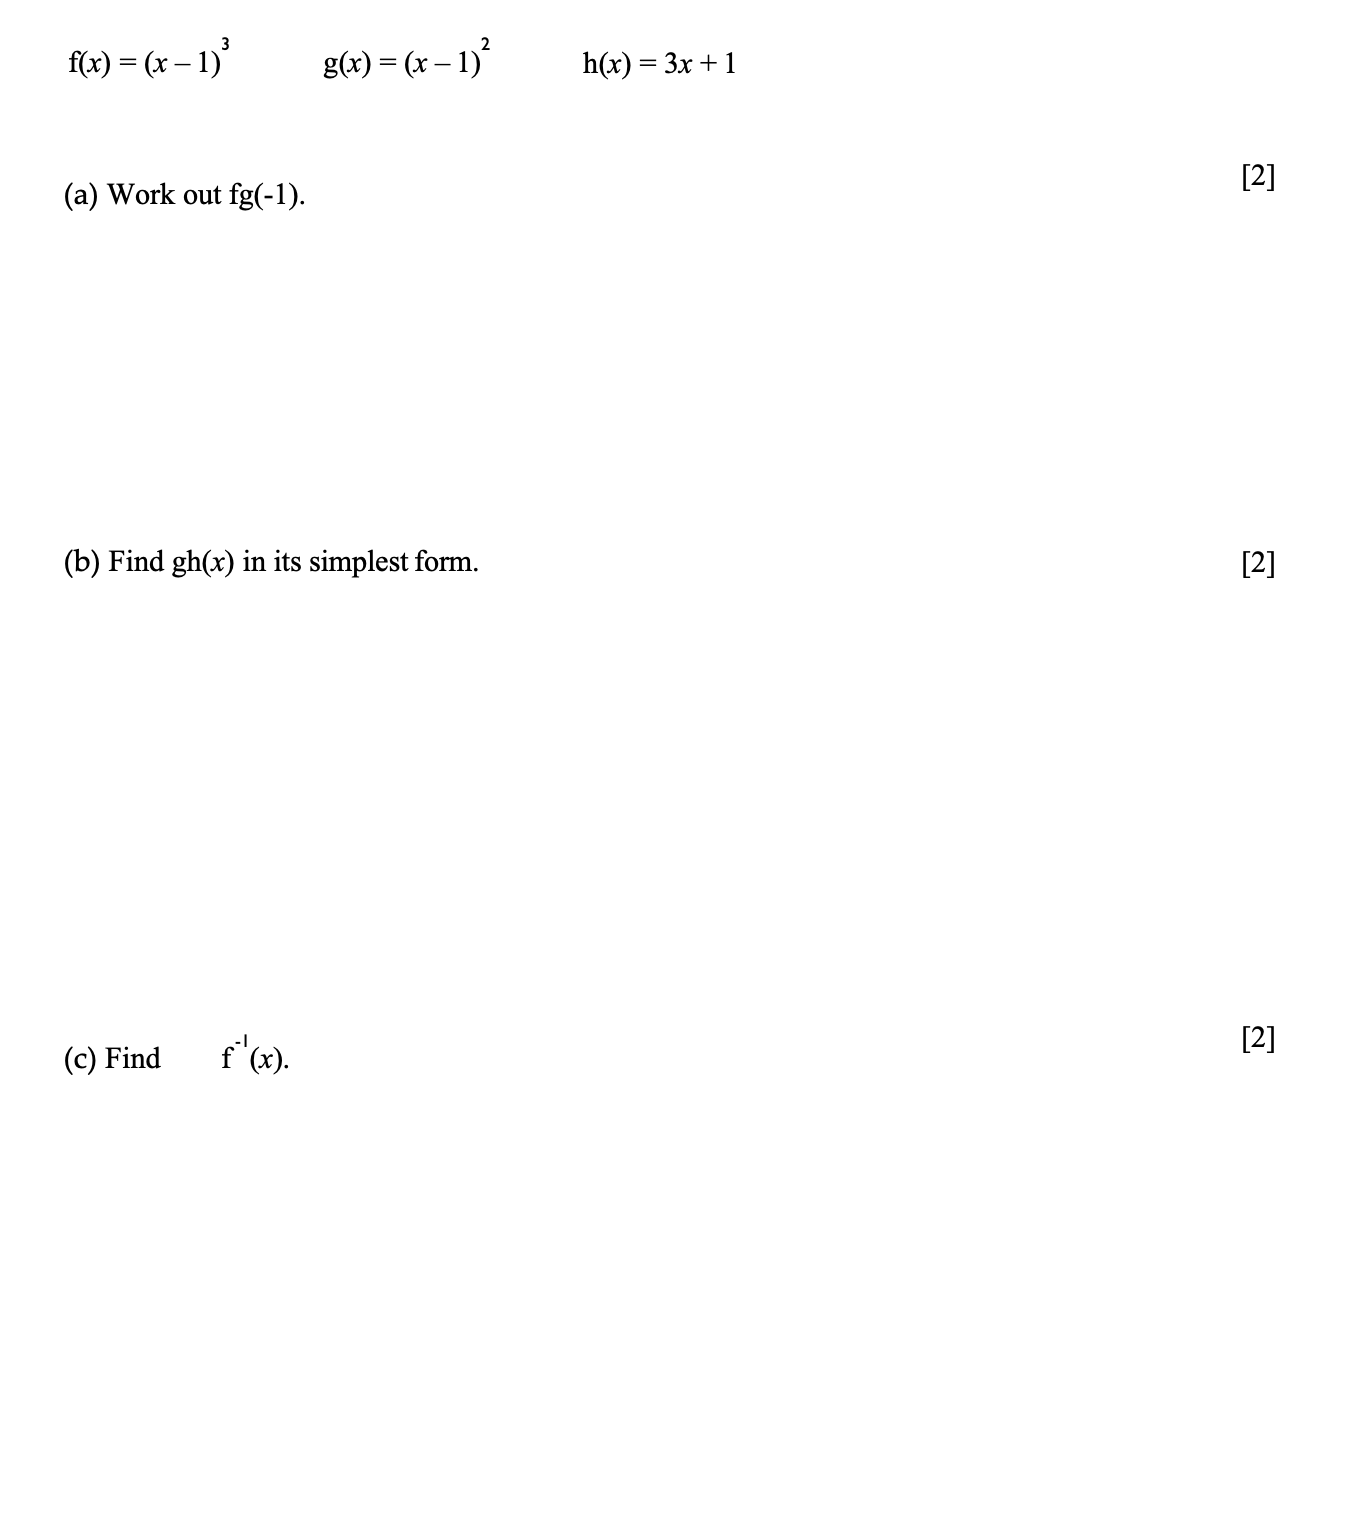 f(x) = (x – 1)³ g(x) = (x – 1)² h(x) = 3x + 1
(a) Work out fg(-1). [2]
(b) Find gh(x) in its simplest form. [2]
(c) Find f⁻¹(x). [2]